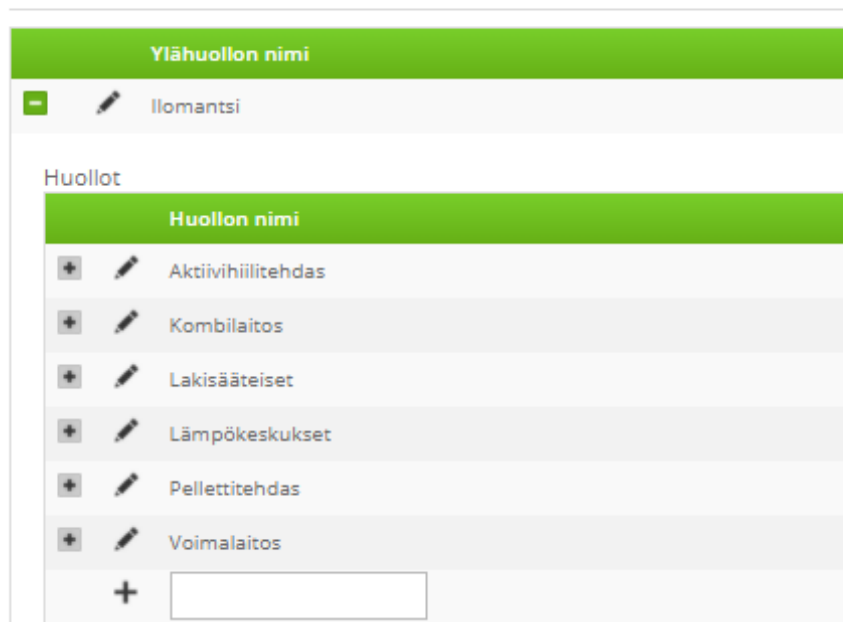 Ylähuollon nimi
Ilomantsi
Huollot
Huollon nimi
Aktiivihiilitehdas
Kombilaitos
Lakisääteiset
Lämpökeskukset
Pellettitehdas
Voimalaitos